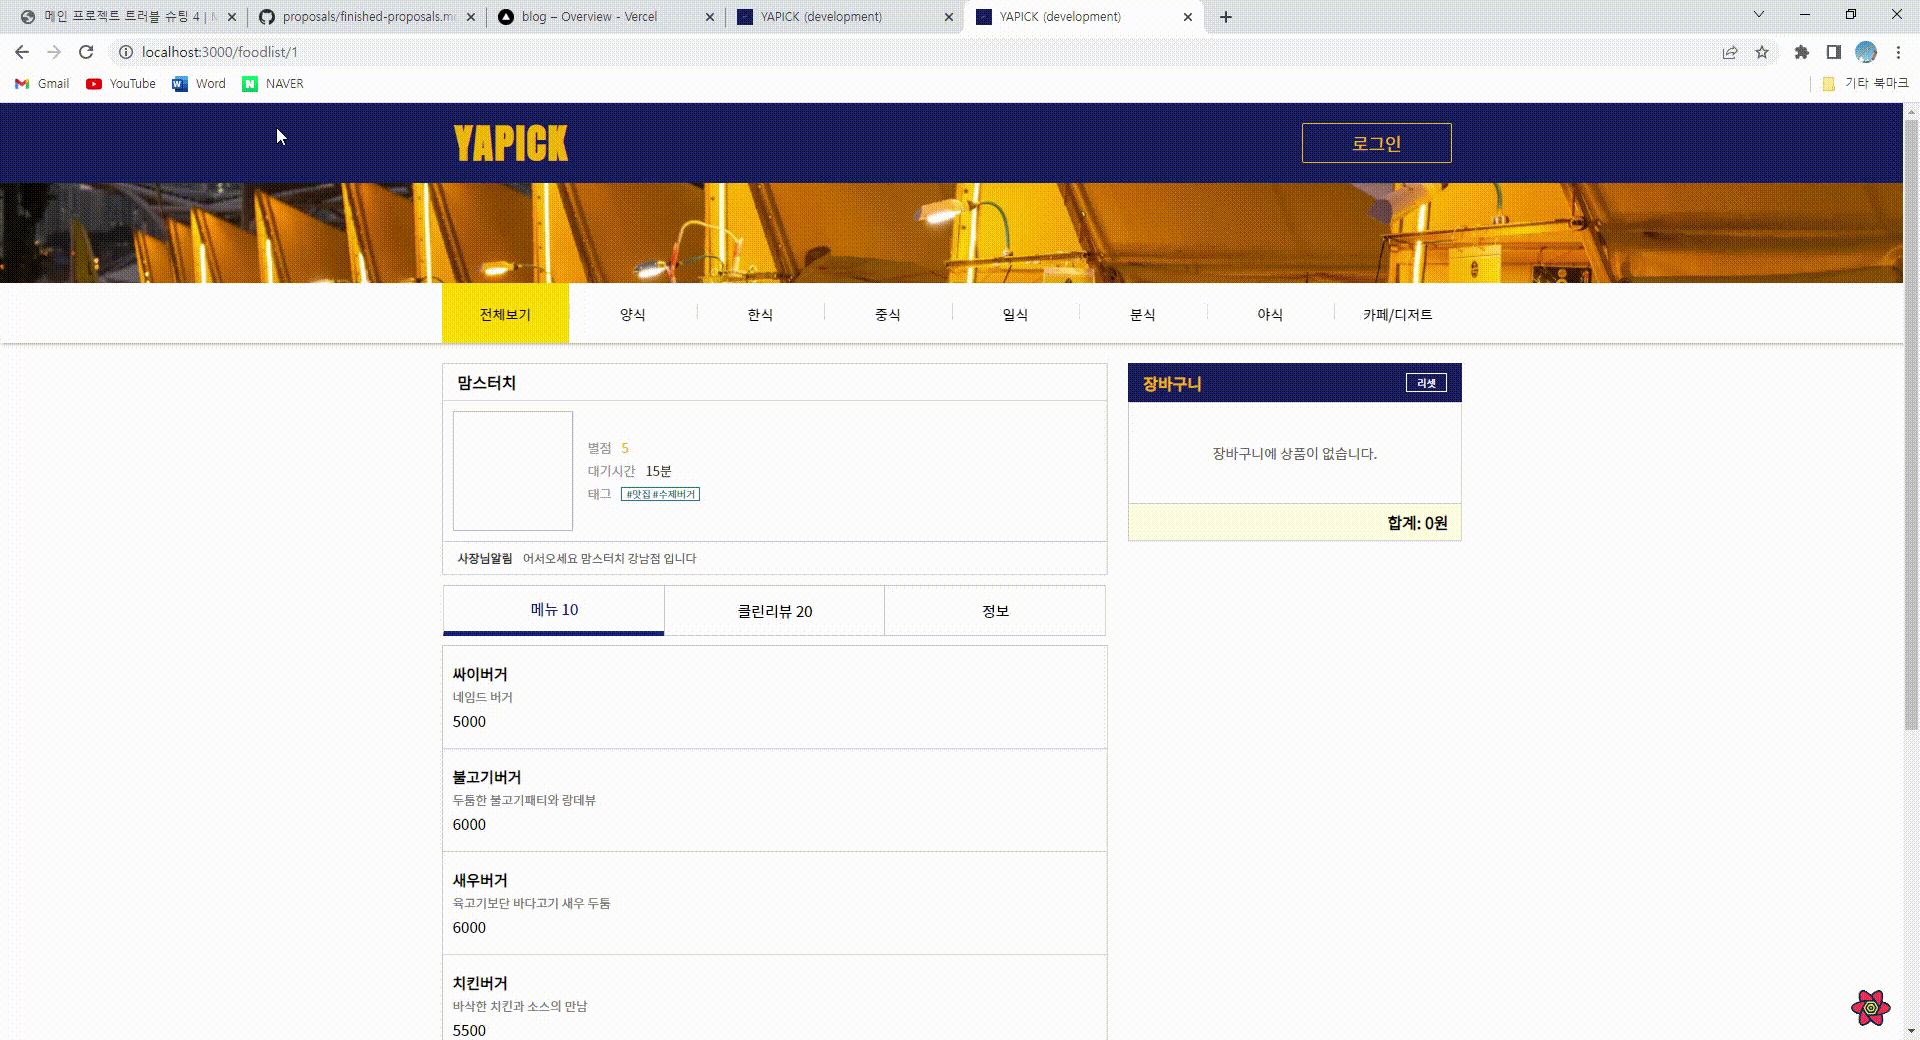 메인 프로젝트 트러블 슈팅 4 |
proposals/finished-proposals.m
blog – Overview - Vercel
YAPICK (development)
YAPICK (development)
localhost:3000/foodlist/1
Gmail
YouTube
Word
NAVER
기타 북마크
YAPICK
로그인
전체보기
양식
한식
중식
일식
분식
야식
카페/디저트
맘스터치
별점 5
대기시간 15분
태그 #맛집 #수제버거
사장님알림 어서오세요 맘스터치 강남점 입니다
장바구니
리셋
장바구니에 상품이 없습니다.
합계: 0원
메뉴 10
클린리뷰 20
정보
싸이버거
네임드 버거
5000
불고기버거
두툼한 불고기패티와 랑데뷰
6000
새우버거
육고기보단 바다고기 새우 두툼
6000
치킨버거
바삭한 치킨과 소스의 만남
5500